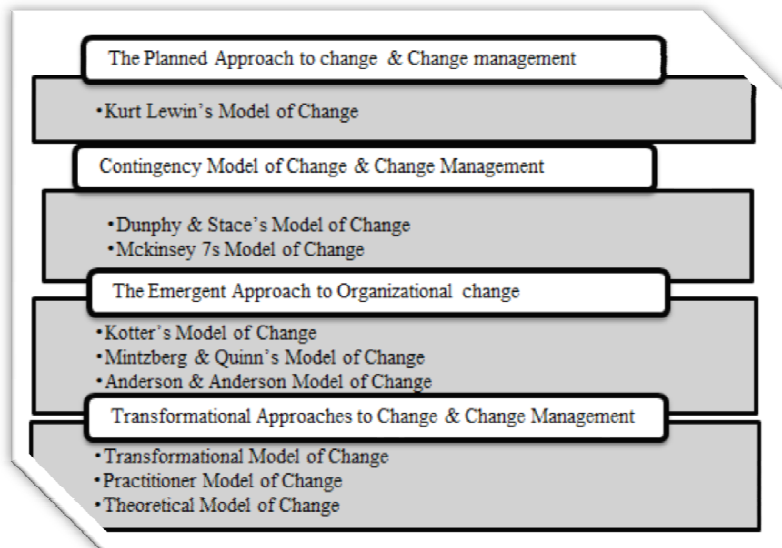 The Planned Approach to change & Change management
•Kurt Lewin's Model of Change
Contingency Model of Change & Change Management
•Dunphy & Stace's Model of Change
•Mckinsey 7s Model of Change
The Emergent Approach to Organizational change
•Kotter's Model of Change
•Mintzberg & Quinn's Model of Change
•Anderson & Anderson Model of Change
Transformational Approaches to Change & Change Management
•Transformational Model of Change
•Practitioner Model of Change
•Theoretical Model of Change